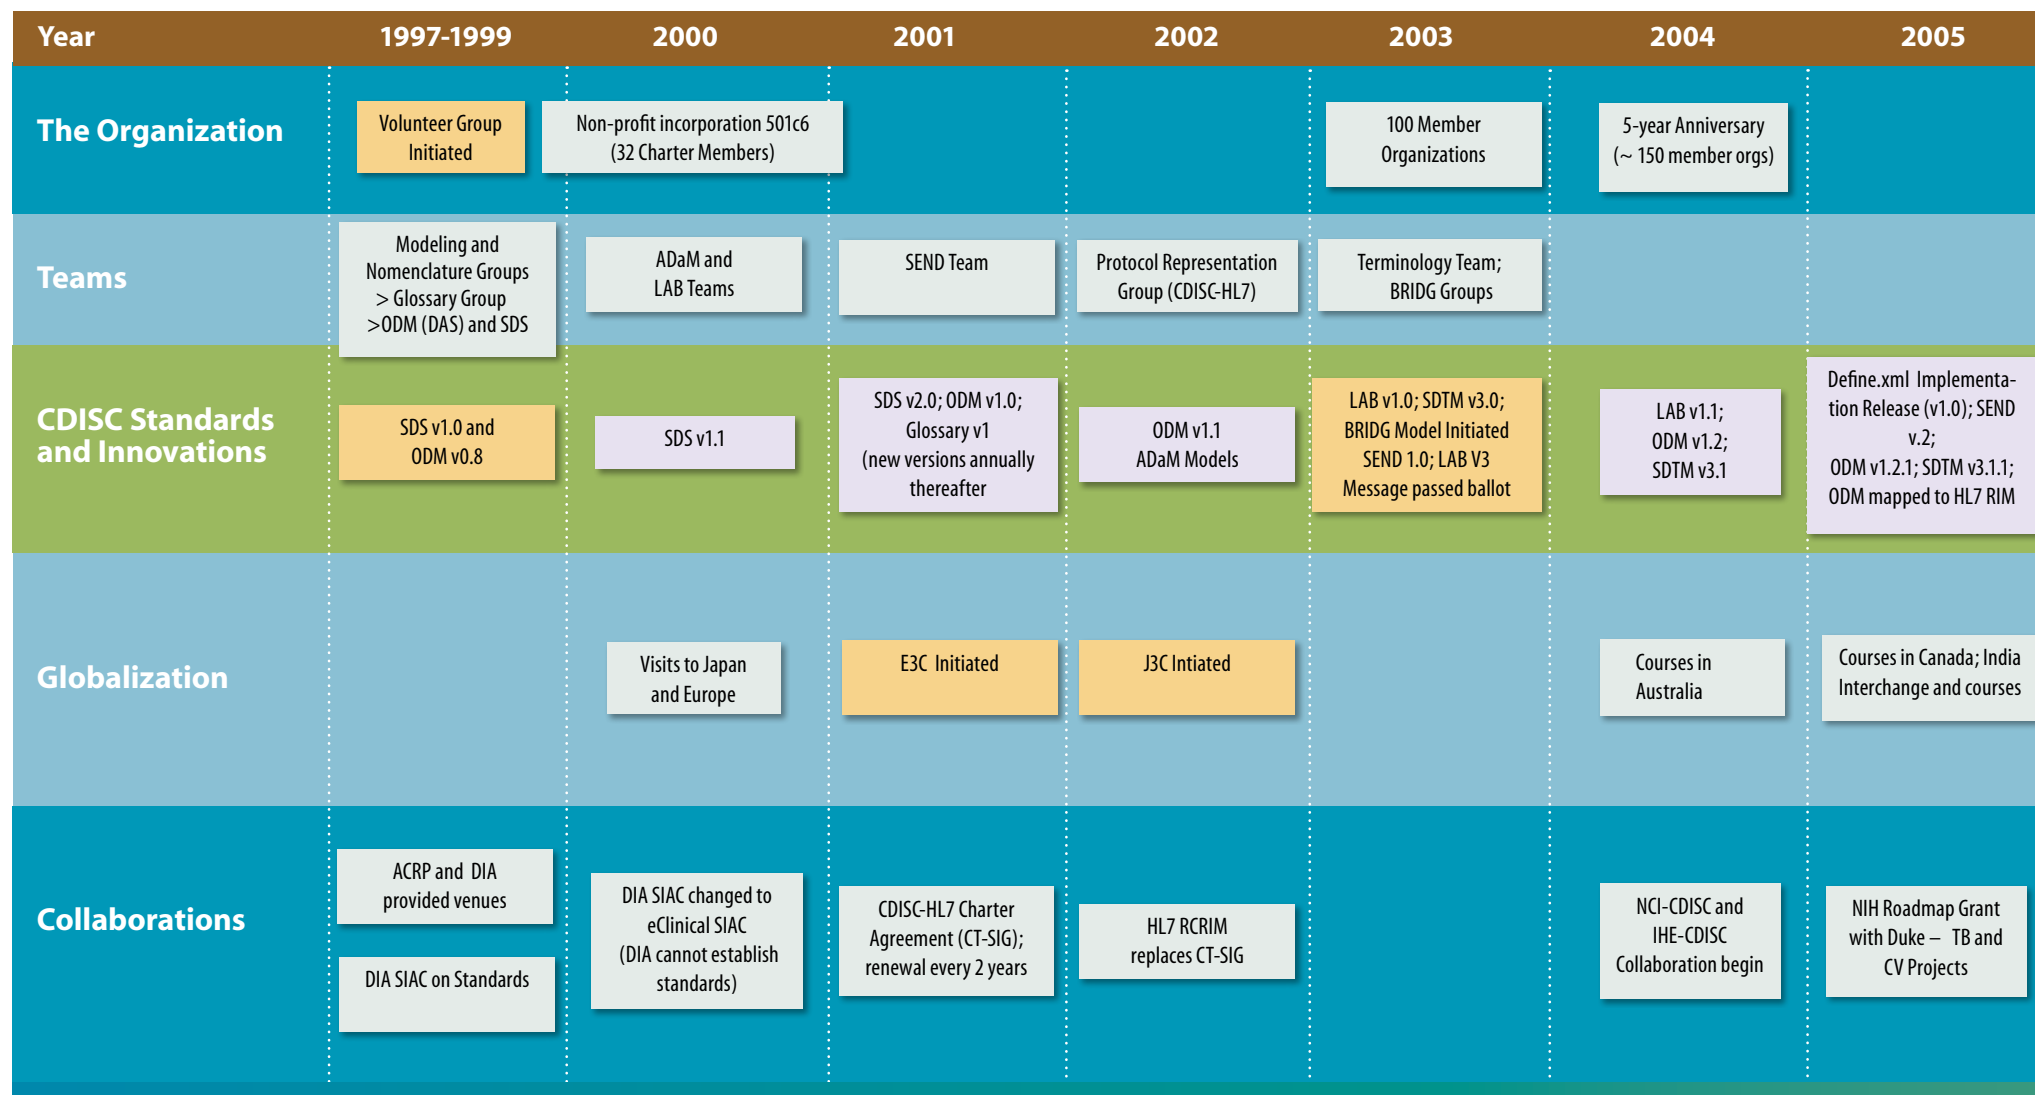 Year
1997-1999
2000
2001
2002
2003
2004
2005
The Organization
Volunteer Group
Initiated
Non-profit incorporation 501c6
(32 Charter Members)
100 Member
Organizations
5-year Anniversary
(~ 150 member orgs)
Teams
Modeling and
Nomenclature Groups
> Glossary Group
>ODM (DAS) and SDS
ADaM and
LAB Teams
SEND Team
Protocol Representation
Group (CDISC-HL7)
Terminology Team;
BRIDG Groups
CDISC Standards
and Innovations
SDS v1.0 and
ODM v0.8
SDS v1.1
SDS v2.0; ODM v1.0;
Glossary v1
(new versions annually
thereafter
ODM v1.1
ADaM Models
LAB v1.0; SDTM v3.0;
BRIDG Model Initiated
SEND 1.0; LAB V3
Message passed ballot
LAB v1.1;
ODM v1.2;
SDTM v3.1
Define.xml Implementa-
tion Release (v1.0); SEND
v.2;
ODM v1.2.1; SDTM v3.1.1;
ODM mapped to HL7 RIM
Globalization
Visits to Japan
and Europe
E3C Initiated
J3C Intiated
Courses in
Australia
Courses in Canada; India
Interchange and courses
Collaborations
ACRP and DIA
provided venues
DIA SIAC on Standards
DIA SIAC changed to
eClinical SIAC
(DIA cannot establish
standards)
CDISC-HL7 Charter
Agreement (CT-SIG);
renewal every 2 years
HL7 RCRIM
replaces CT-SIG
NCI-CDISC and
IHE-CDISC
Collaboration begin
NIH Roadmap Grant
with Duke – TB and
CV Projects